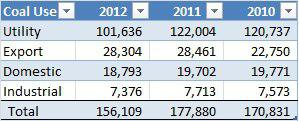 Coal Use 2012 2011 2010
Utility 101,636 122,004 120,737
Export 28,304 28,461 22,750
Domestic 18,793 19,702 19,771
Industrial 7,376 7,713 7,573
Total 156,109 177,880 170,831